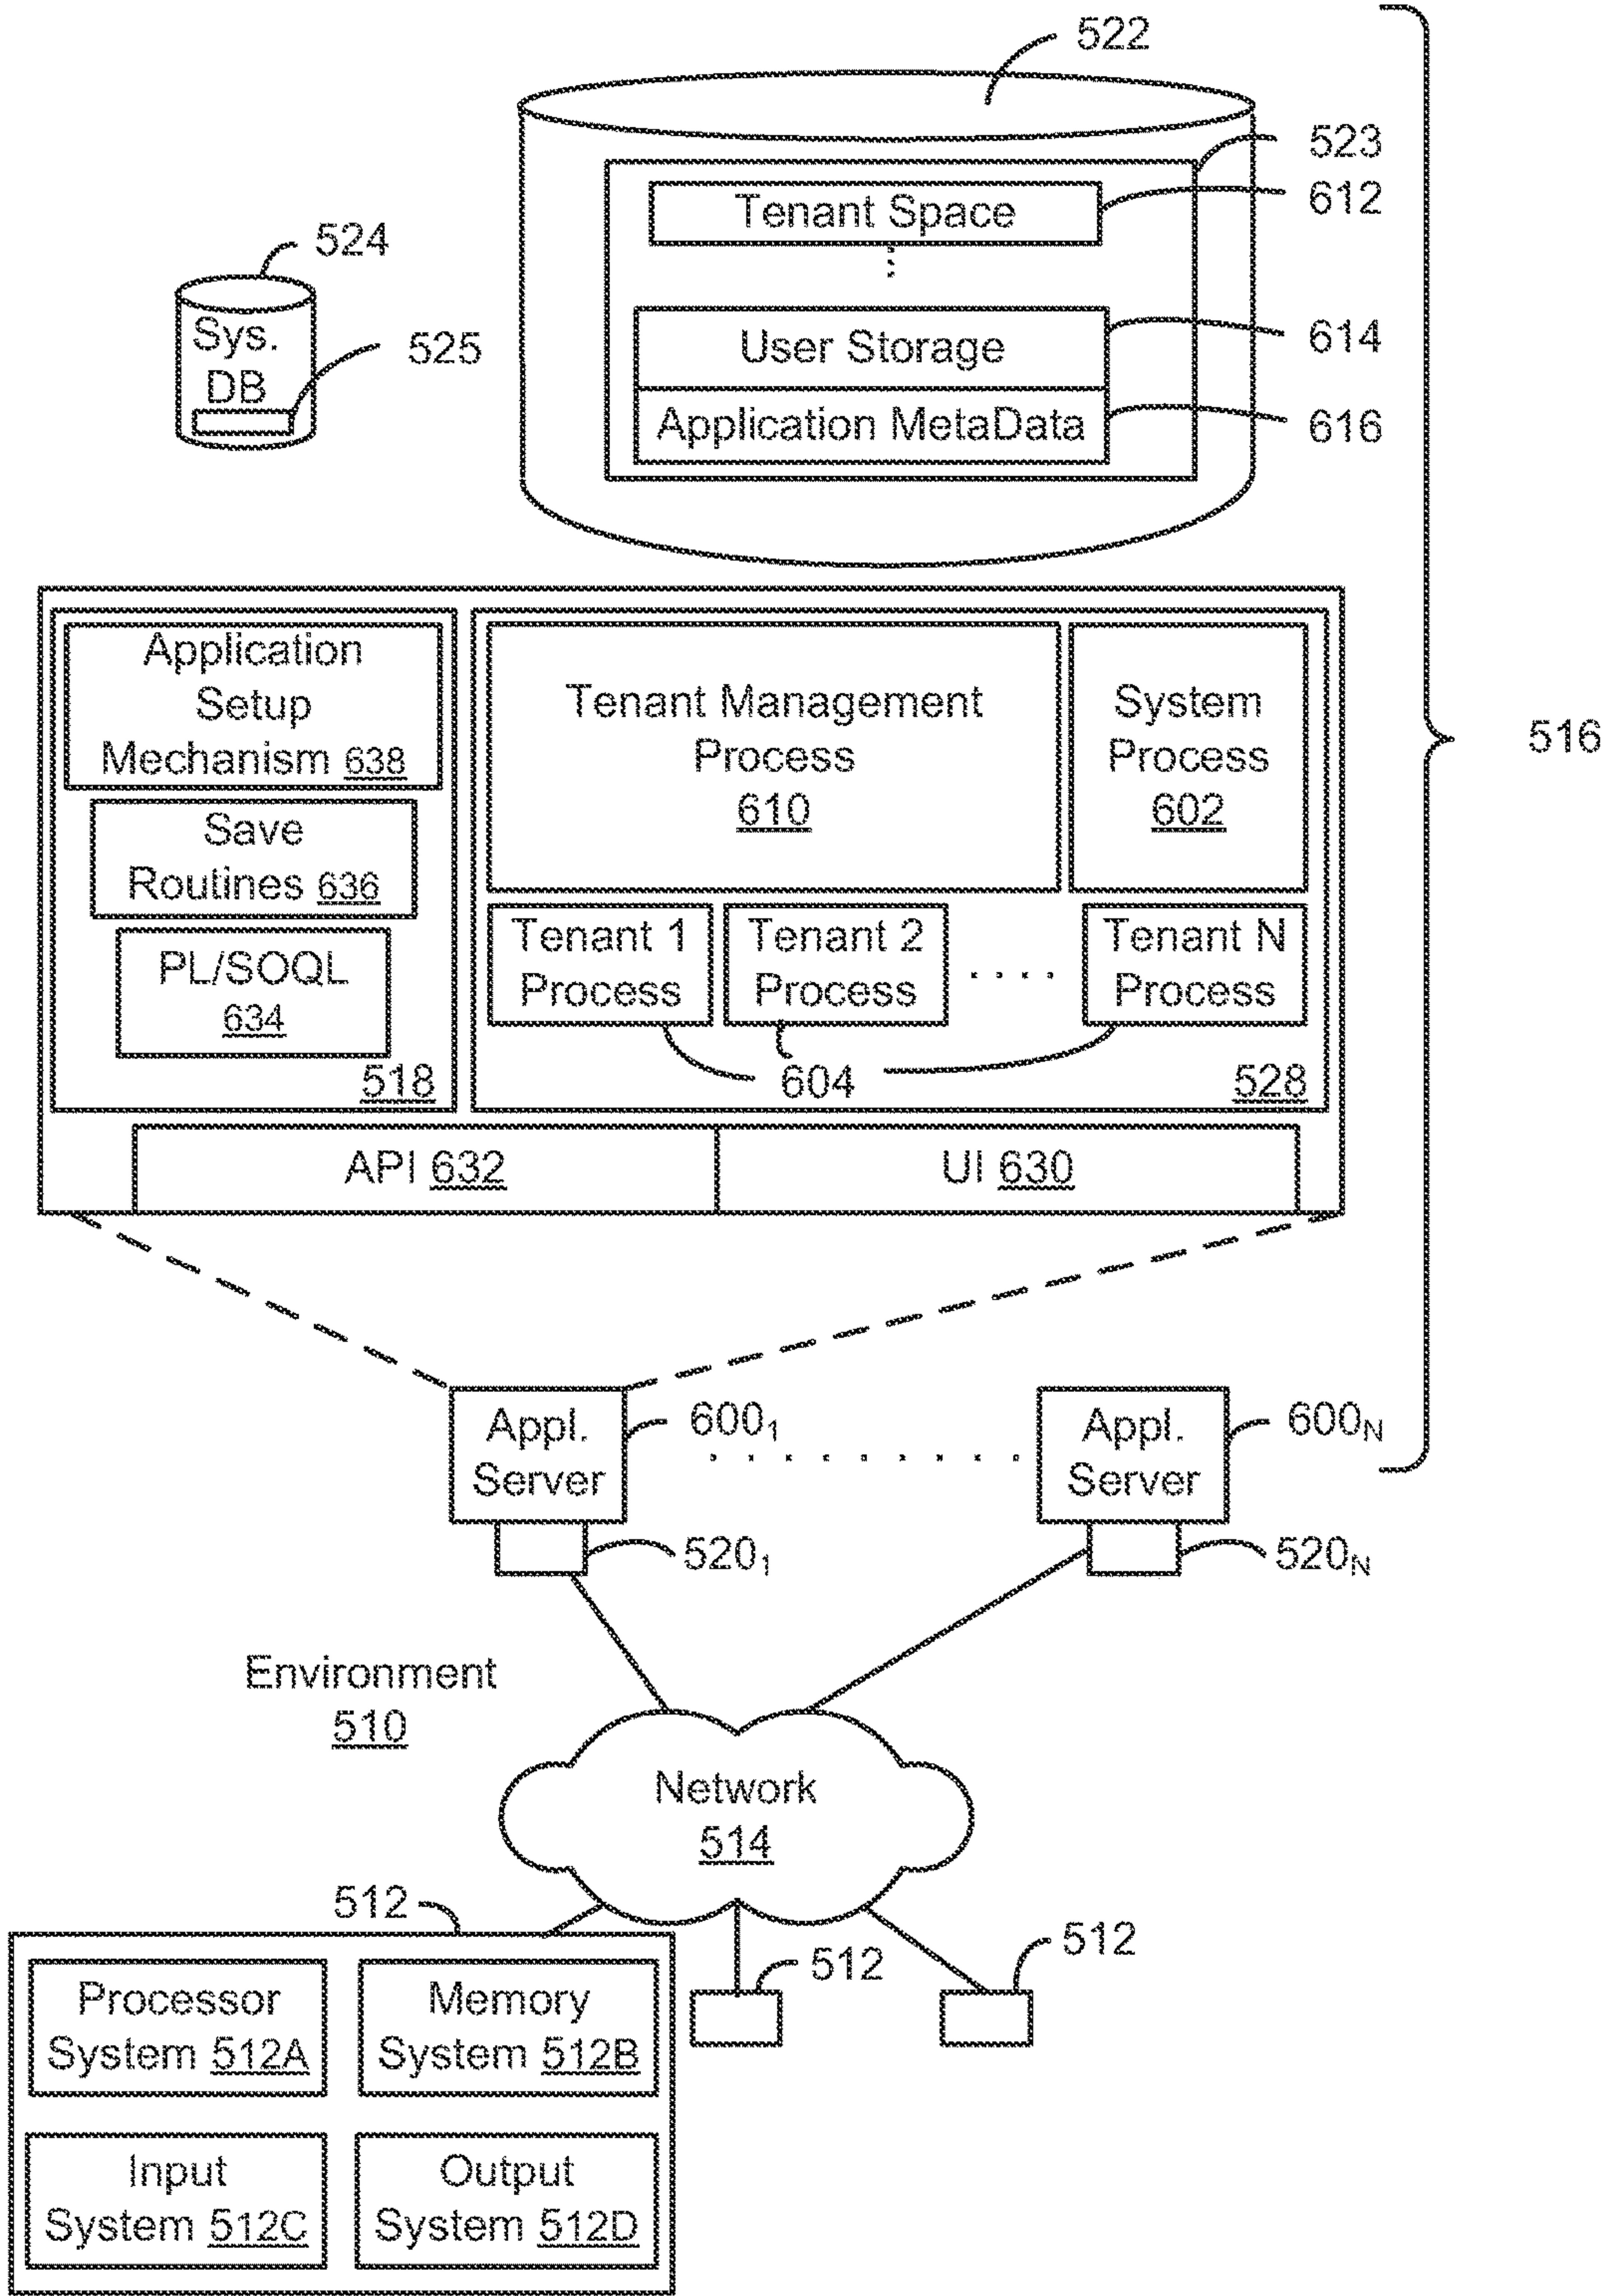 522
523
Tenant Space
612
524
Sys.
DB
525
User Storage
614
Application MetaData
616
516
Application
Setup
Mechanism 638
Save
Routines 636
PL/SOQL
634
518
Tenant Management
Process
610
System
Process
602
Tenant 1
Process
Tenant 2
Process
. . . .
Tenant N
Process
604
528
API 632
UI 630
Appl.
Server
600₁
. . . . . . . . .
Appl.
Server
600N
520₁
520N
Environment
510
Network
514
512
Processor
System 512A
Memory
System 512B
Input
System 512C
Output
System 512D
512
512